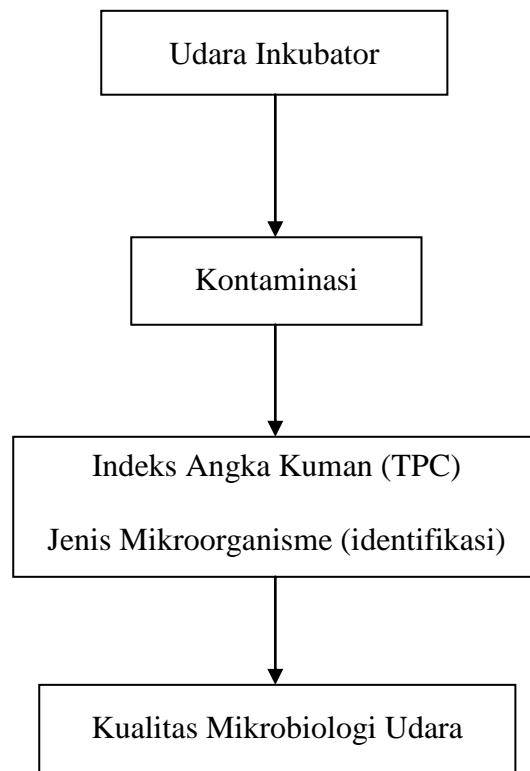 Udara Inkubator
Kontaminasi
Indeks Angka Kuman (TPC)
Jenis Mikroorganisme (identifikasi)
Kualitas Mikrobiologi Udara